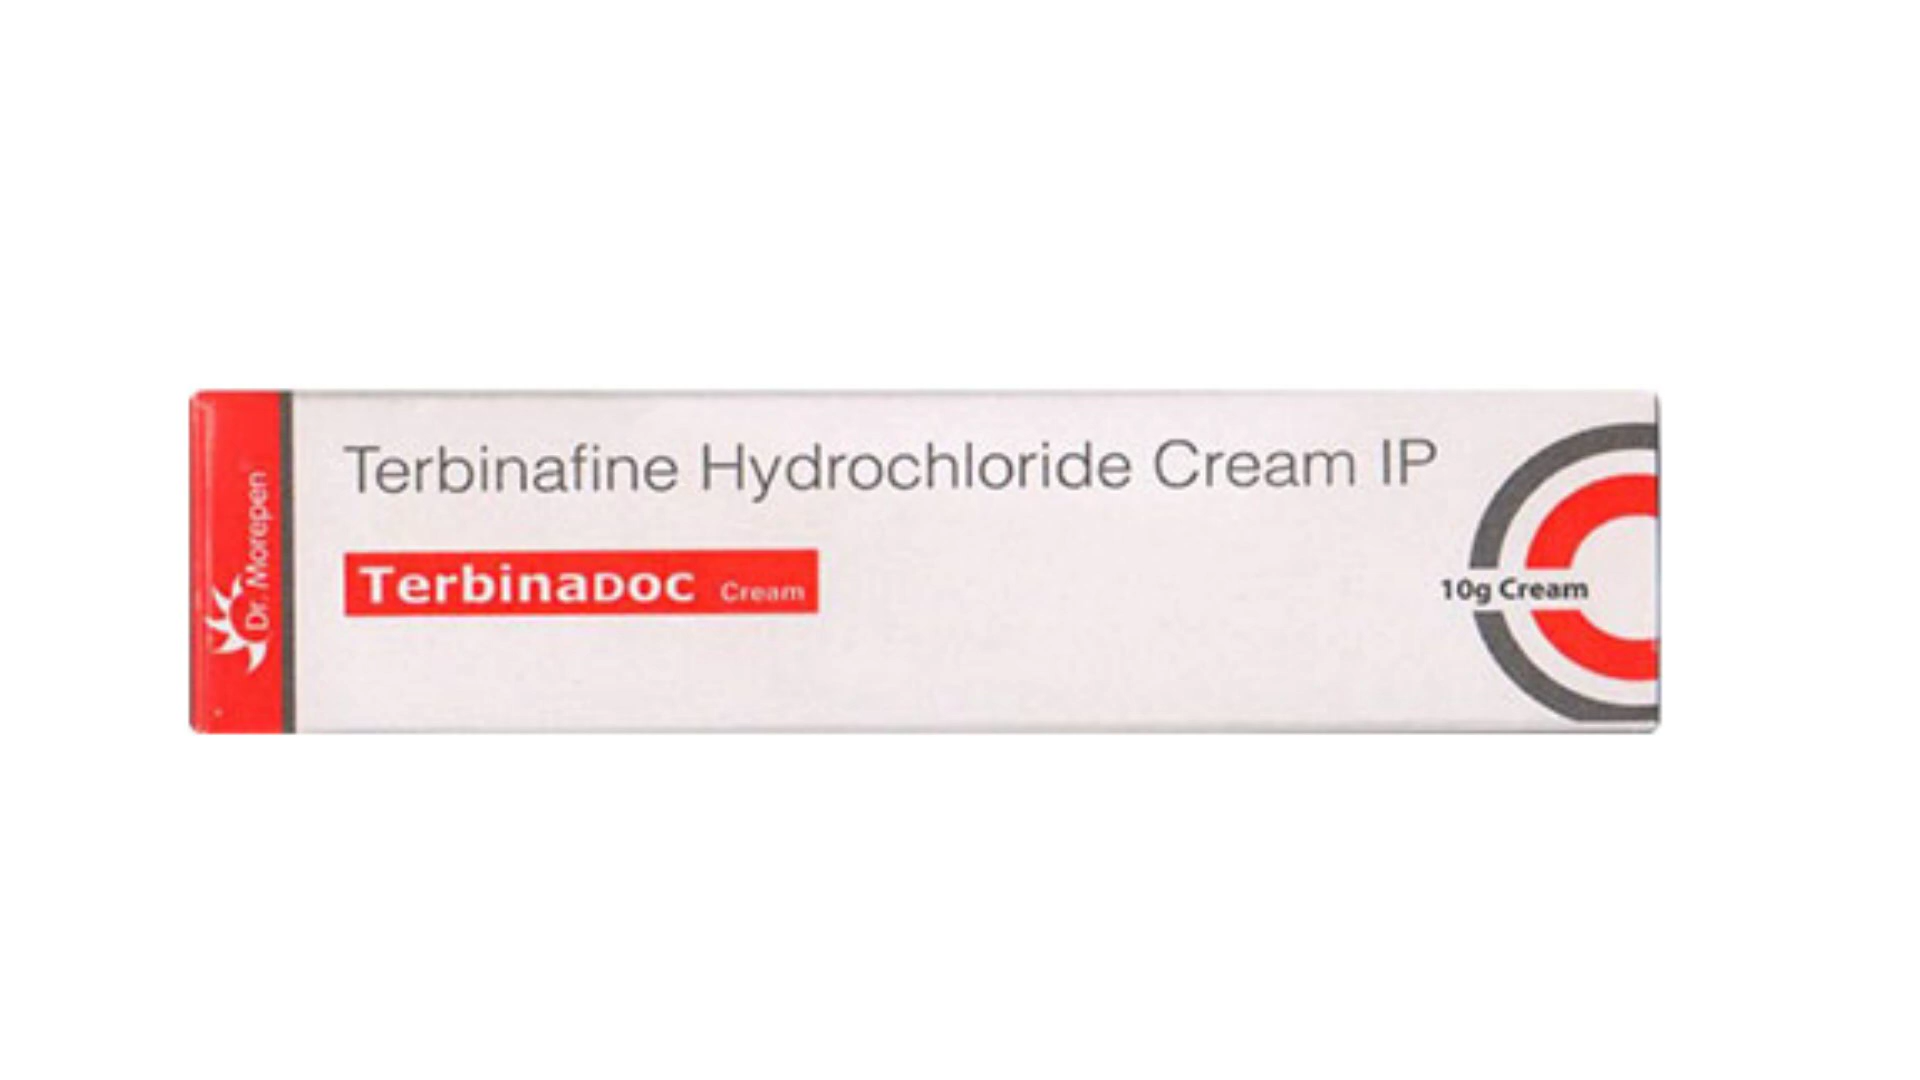 Dr. Morepen
Terbinafine Hydrochloride Cream IP
TerbinaDOC Cream
10g Cream